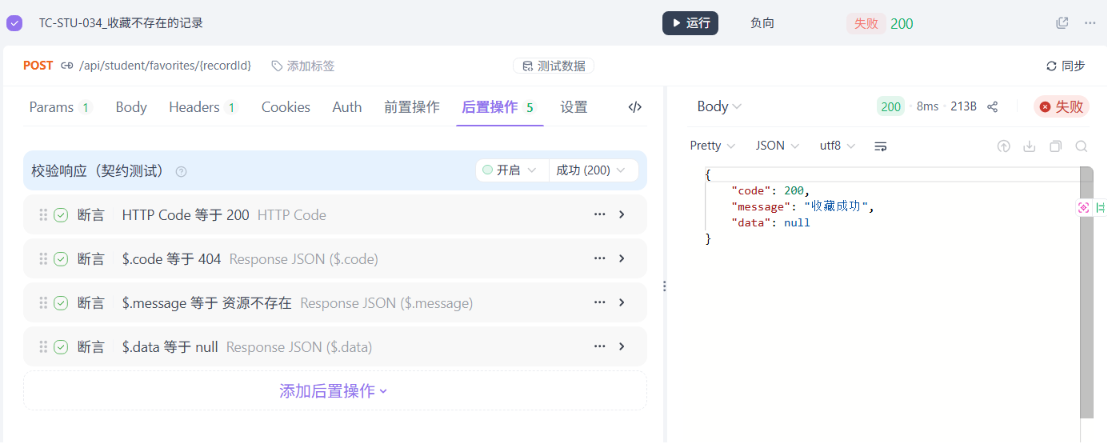 TC-STU-034_收藏不存在的记录 运行 负向 失败 200
POST /api/student/favorites/{recordId} 添加标签 测试数据 同步
Params 1 Body Headers 1 Cookies Auth 前置操作 后置操作 5 设置
校验响应（契约测试） 开启 成功 (200)
断言 HTTP Code 等于 200 HTTP Code
断言 $.code 等于 404 Response JSON ($.code)
断言 $.message 等于 资源不存在 Response JSON ($.message)
断言 $.data 等于 null Response JSON ($.data)
添加后置操作
Body 200 · 8ms · 213B 失败
Pretty JSON utf8
{
"code": 200,
"message": "收藏成功",
"data": null
}